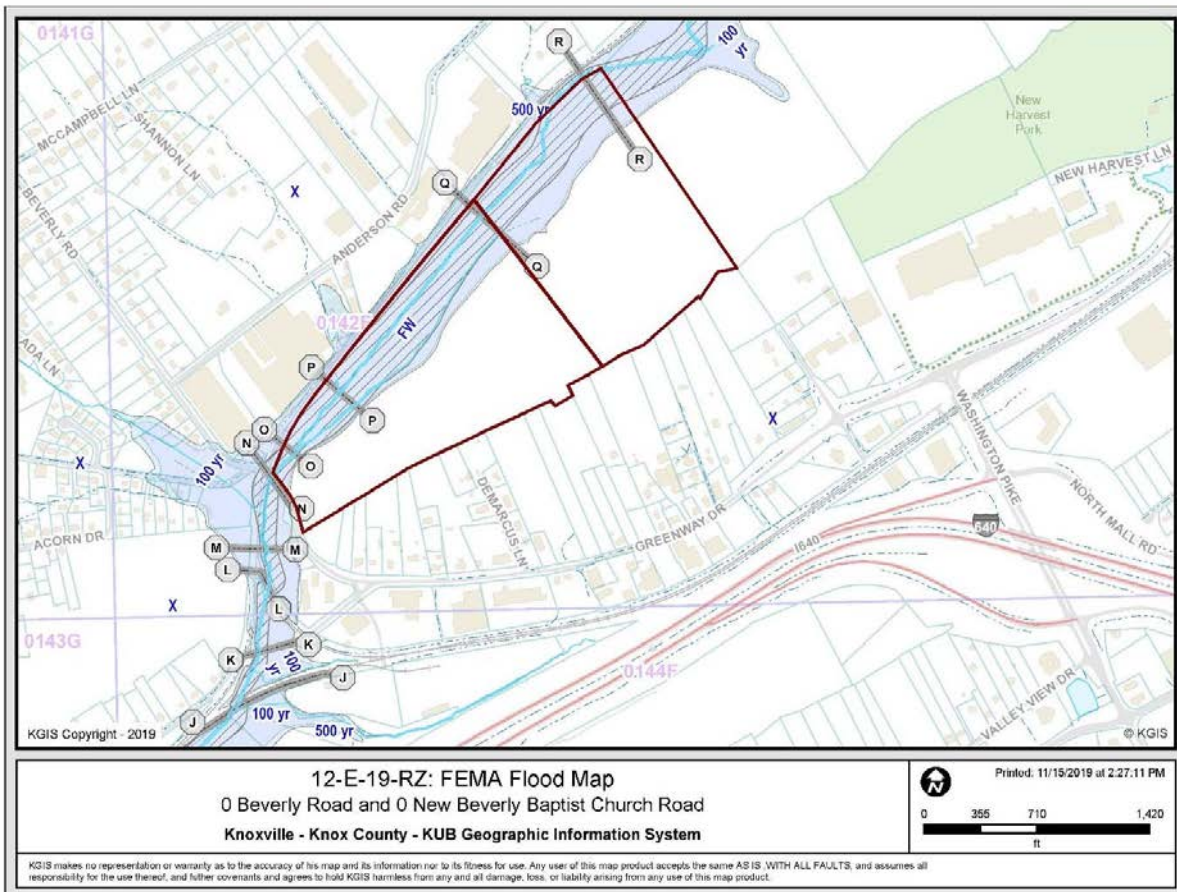 0141G
R
100
yr
MCCAMPBELL LN
SHANNON LN
500 yr
New
Harvest
Park
R
NEW HARVEST LN
BEVERLY RD
X
Q
ANDERSON RD
Q
0142F
FW
ADA LN
P
P
WASHINGTON PIKE
O
N
X
100 yr
X
O
N
DEMARCUS LN
NORTH MALL RD
ACORN DR
M
M
GREENWAY DR
640
I640
L
X
L
0143G
K
K
100
yr
J
0144F
VALLEY VIEW DR
J
100 yr
500 yr
KGIS Copyright - 2019
© KGIS
12-E-19-RZ: FEMA Flood Map
0 Beverly Road and 0 New Beverly Baptist Church Road
Knoxville - Knox County - KUB Geographic Information System
N
Printed: 11/15/2019 at 2:27:11 PM
0 355 710 1,420
ft
KGIS makes no representation or warranty as to the accuracy of his map and its information nor to its fitness for use. Any user of this map product accepts the same AS IS ,WITH ALL FAULTS, and assumes all
responsibility for the use thereof, and futher covenants and agrees to hold KGIS harmless from any and all damage, loss, or liability arising from any use of this map product.